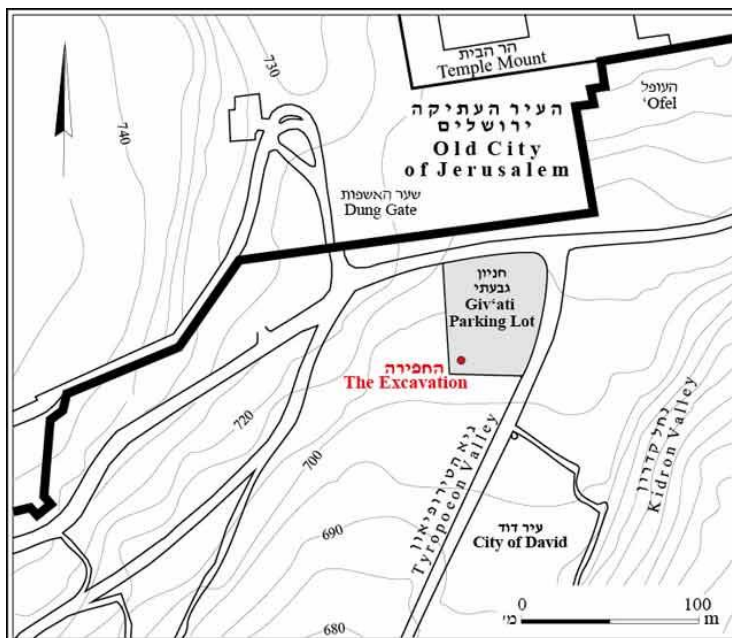 הר הבית
Temple Mount
העופל
‘Ofel
730
740
העיר העתיקה
ירושלים
Old City
of Jerusalem
שער האשפות
Dung Gate
חניון
גבעתי
Giv‘ati
Parking Lot
החפירה
The Excavation
720
700
690
680
גיא הטירופיאון
Tyropoeon Valley
נחל קדרון
Kidron Valley
עיר דוד
City of David
0
100
מ'
m